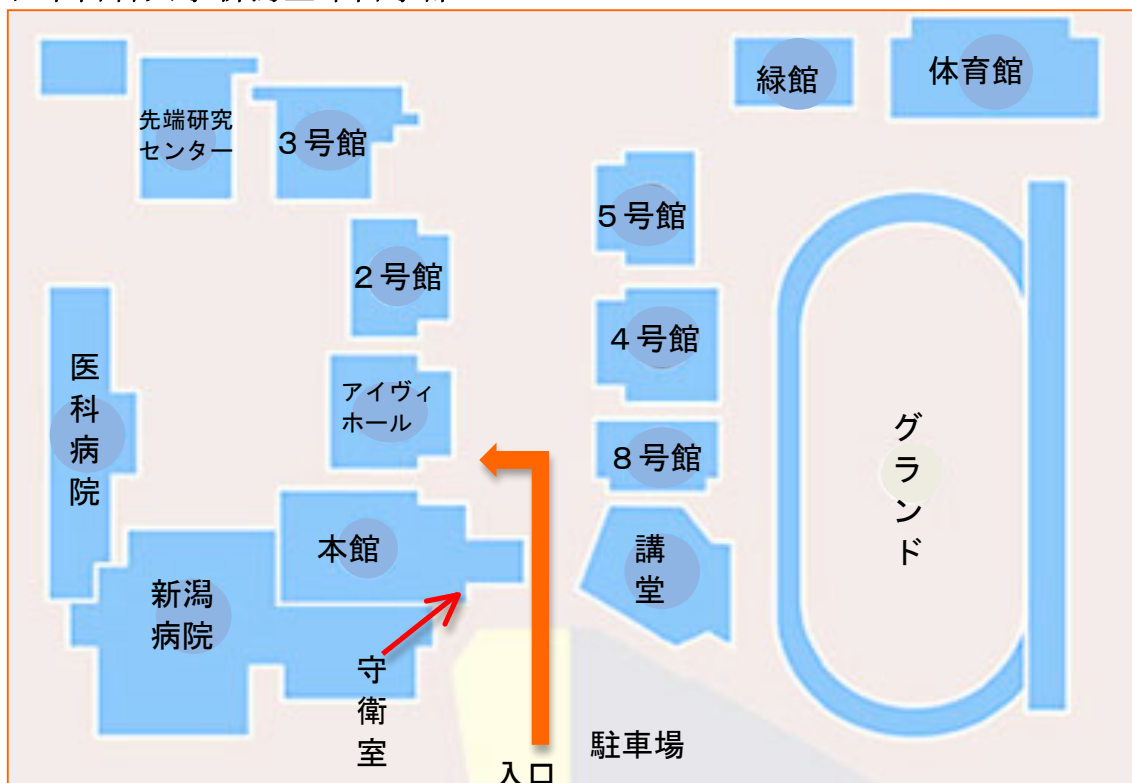 緑館
体育館
先端研究
センター
３号館
５号館
２号館
４号館
医科病院
アイヴィ
ホール
８号館
グランド
本館
講堂
新潟
病院
守衛室
駐車場
入口